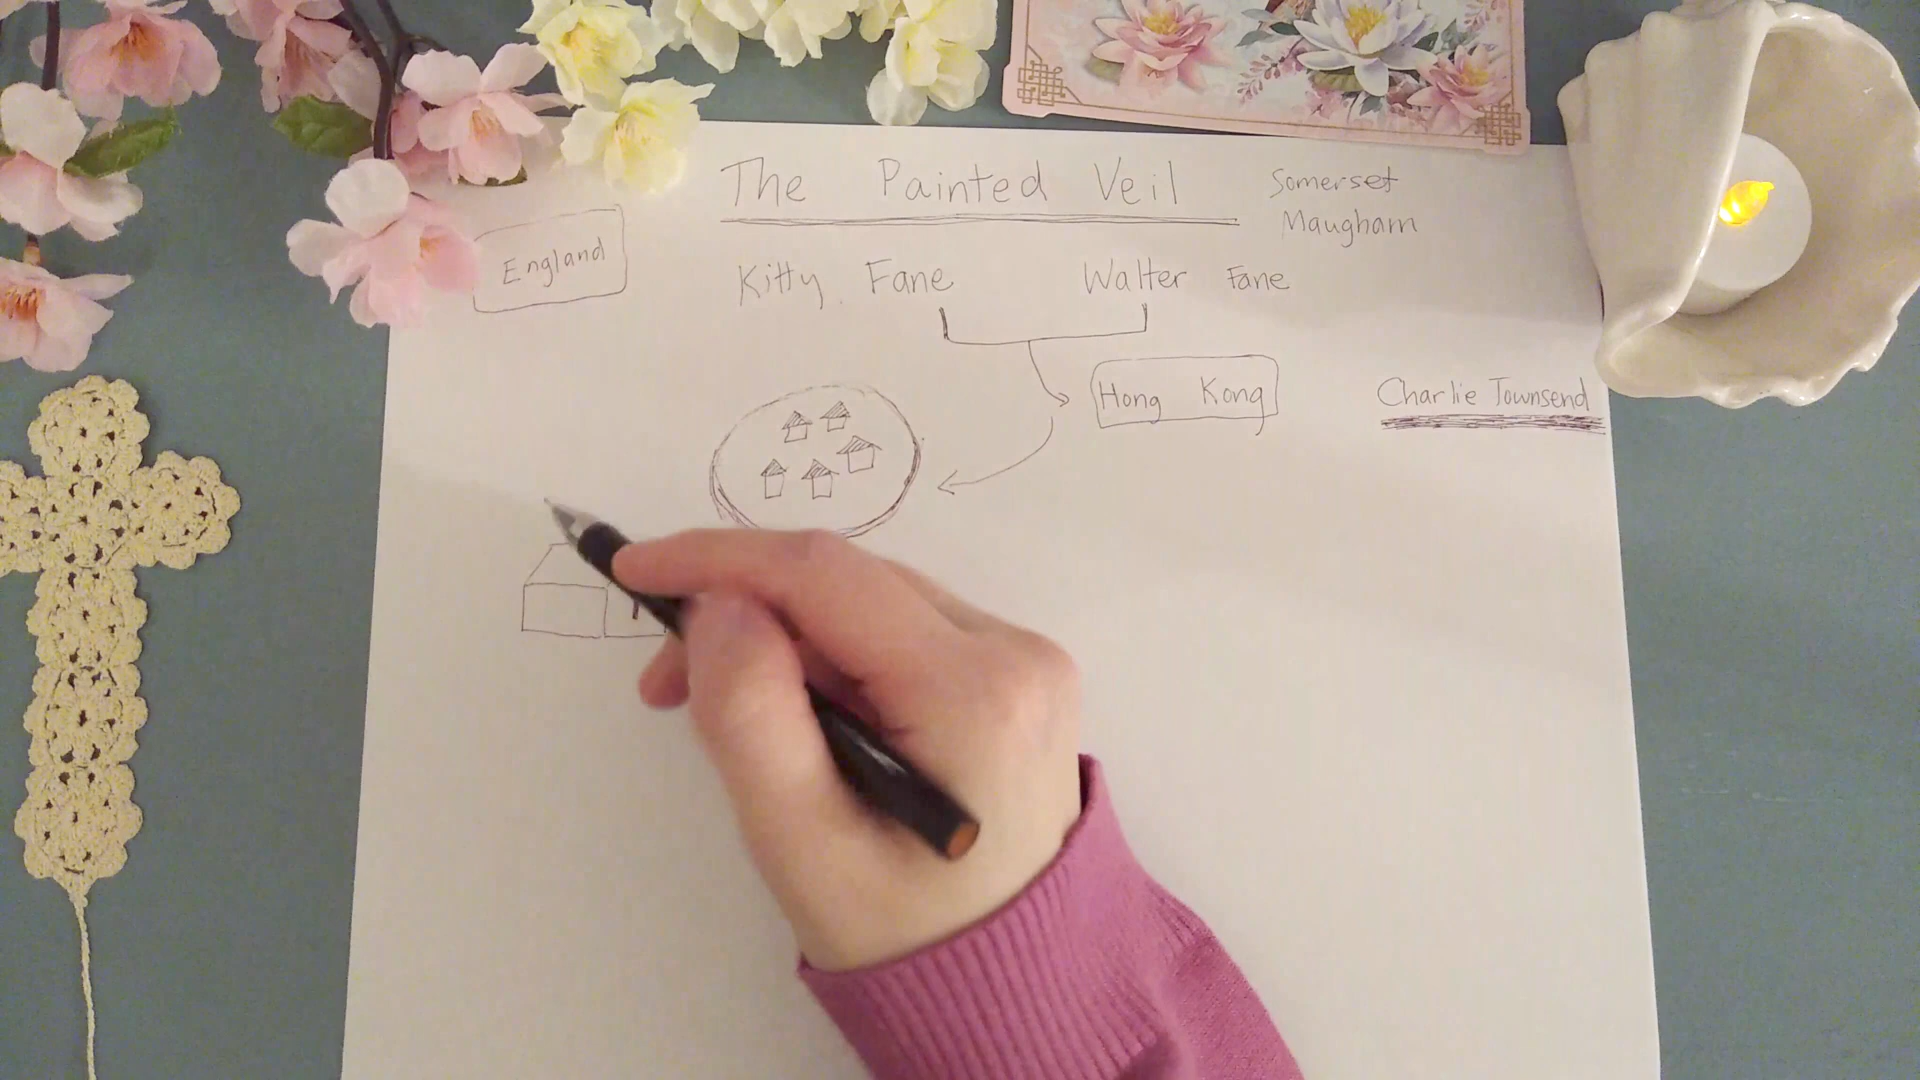 The Painted Veil
Somerset
Maugham
England
Kitty Fane
Walter Fane
Hong Kong
Charlie Townsend